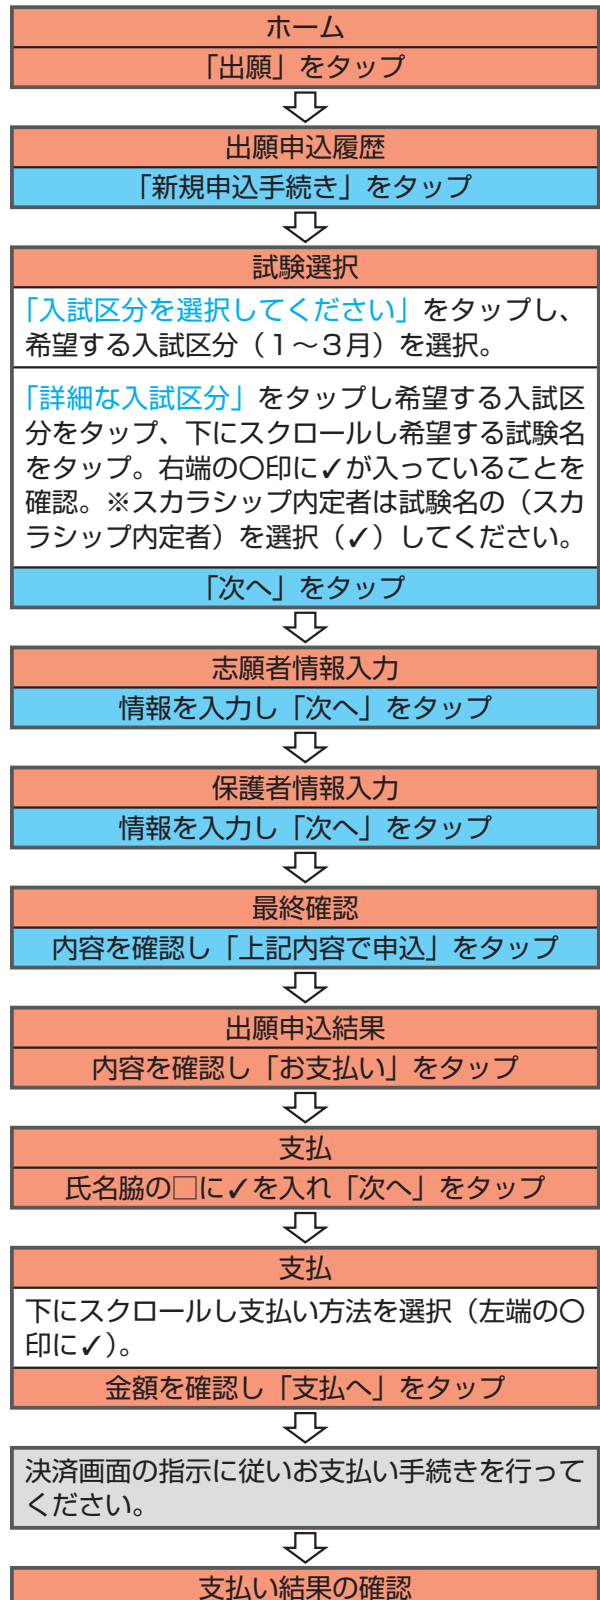 ホーム
「出願」をタップ
出願申込履歴
「新規申込手続き」をタップ
試験選択
「入試区分を選択してください」をタップし、
希望する入試区分（１～３月）を選択。
「詳細な入試区分」をタップし希望する入試区
分をタップ、下にスクロールし希望する試験名
をタップ。右端の〇印に✓が入っていることを
確認。※スカラシップ内定者は試験名の（スカ
ラシップ内定者）を選択（✓）してください。
「次へ」をタップ
志願者情報入力
情報を入力し「次へ」をタップ
保護者情報入力
情報を入力し「次へ」をタップ
最終確認
内容を確認し「上記内容で申込」をタップ
出願申込結果
内容を確認し「お支払い」をタップ
支払
氏名脇の□に✓を入れ「次へ」をタップ
支払
下にスクロールし支払い方法を選択（左端の〇
印に✓）。
金額を確認し「支払へ」をタップ
決済画面の指示に従いお支払い手続きを行って
ください。
支払い結果の確認